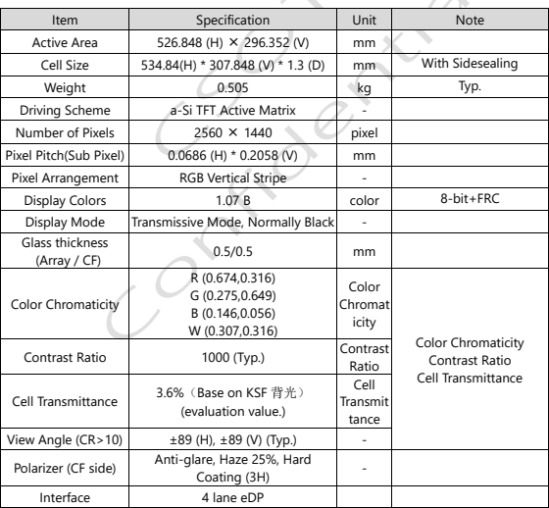 Item Specification Unit Note
Active Area 526.848 (H) × 296.352 (V) mm
Cell Size 534.84(H) * 307.848 (V) * 1.3 (D) mm With Sidesealing
Weight 0.505 kg Typ.
Driving Scheme a-Si TFT Active Matrix -
Number of Pixels 2560 × 1440 pixel
Pixel Pitch(Sub Pixel) 0.0686 (H) * 0.2058 (V) mm
Pixel Arrangement RGB Vertical Stripe -
Display Colors 1.07 B color 8-bit+FRC
Display Mode Transmissive Mode, Normally Black -
Glass thickness
(Array / CF) 0.5/0.5 mm
Color Chromaticity
R (0.674,0.316)
G (0.275,0.649)
B (0.146,0.056)
W (0.307,0.316)
Color
Chromat
icity
Contrast Ratio 1000 (Typ.)
Contrast
Ratio
Color Chromaticity
Contrast Ratio
Cell Transmittance
Cell Transmittance
3.6%（Base on KSF 背光）
(evaluation value.)
Cell
Transmit
tance
View Angle (CR>10) ±89 (H), ±89 (V) (Typ.) -
Polarizer (CF side)
Anti-glare, Haze 25%, Hard
Coating (3H)
-
Interface 4 lane eDP
Confidential